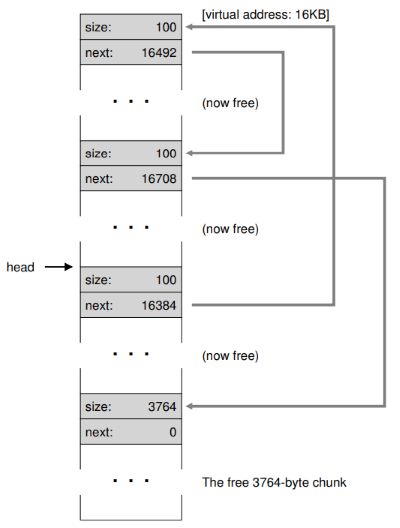 [virtual address: 16KB]
size: 100
next: 16492
. . .
(now free)
size: 100
next: 16708
. . .
(now free)
head
size: 100
next: 16384
. . .
(now free)
size: 3764
next: 0
. . .
The free 3764-byte chunk